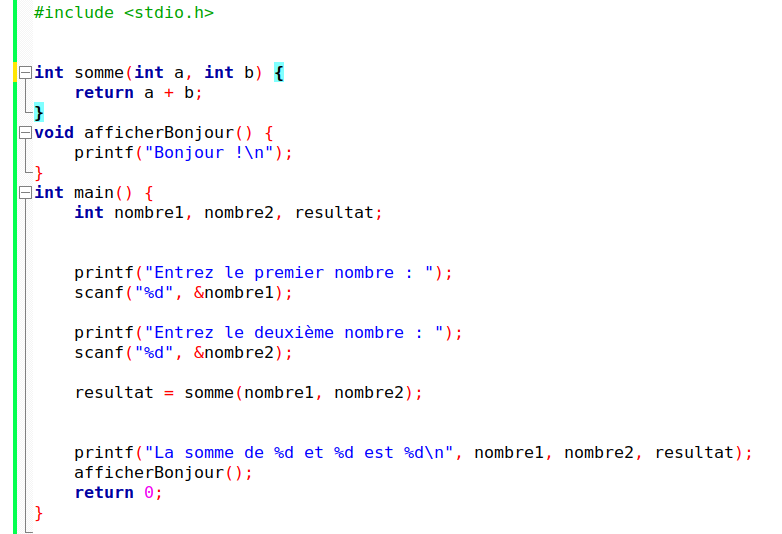 #include <stdio.h>
int somme(int a, int b) {
    return a + b;
}
void afficherBonjour() {
    printf("Bonjour !\n");
}
int main() {
    int nombre1, nombre2, resultat;
    printf("Entrez le premier nombre : ");
    scanf("%d", &nombre1);
    printf("Entrez le deuxième nombre : ");
    scanf("%d", &nombre2);
    resultat = somme(nombre1, nombre2);
    printf("La somme de %d et %d est %d\n", nombre1, nombre2, resultat);
    afficherBonjour();
    return 0;
}